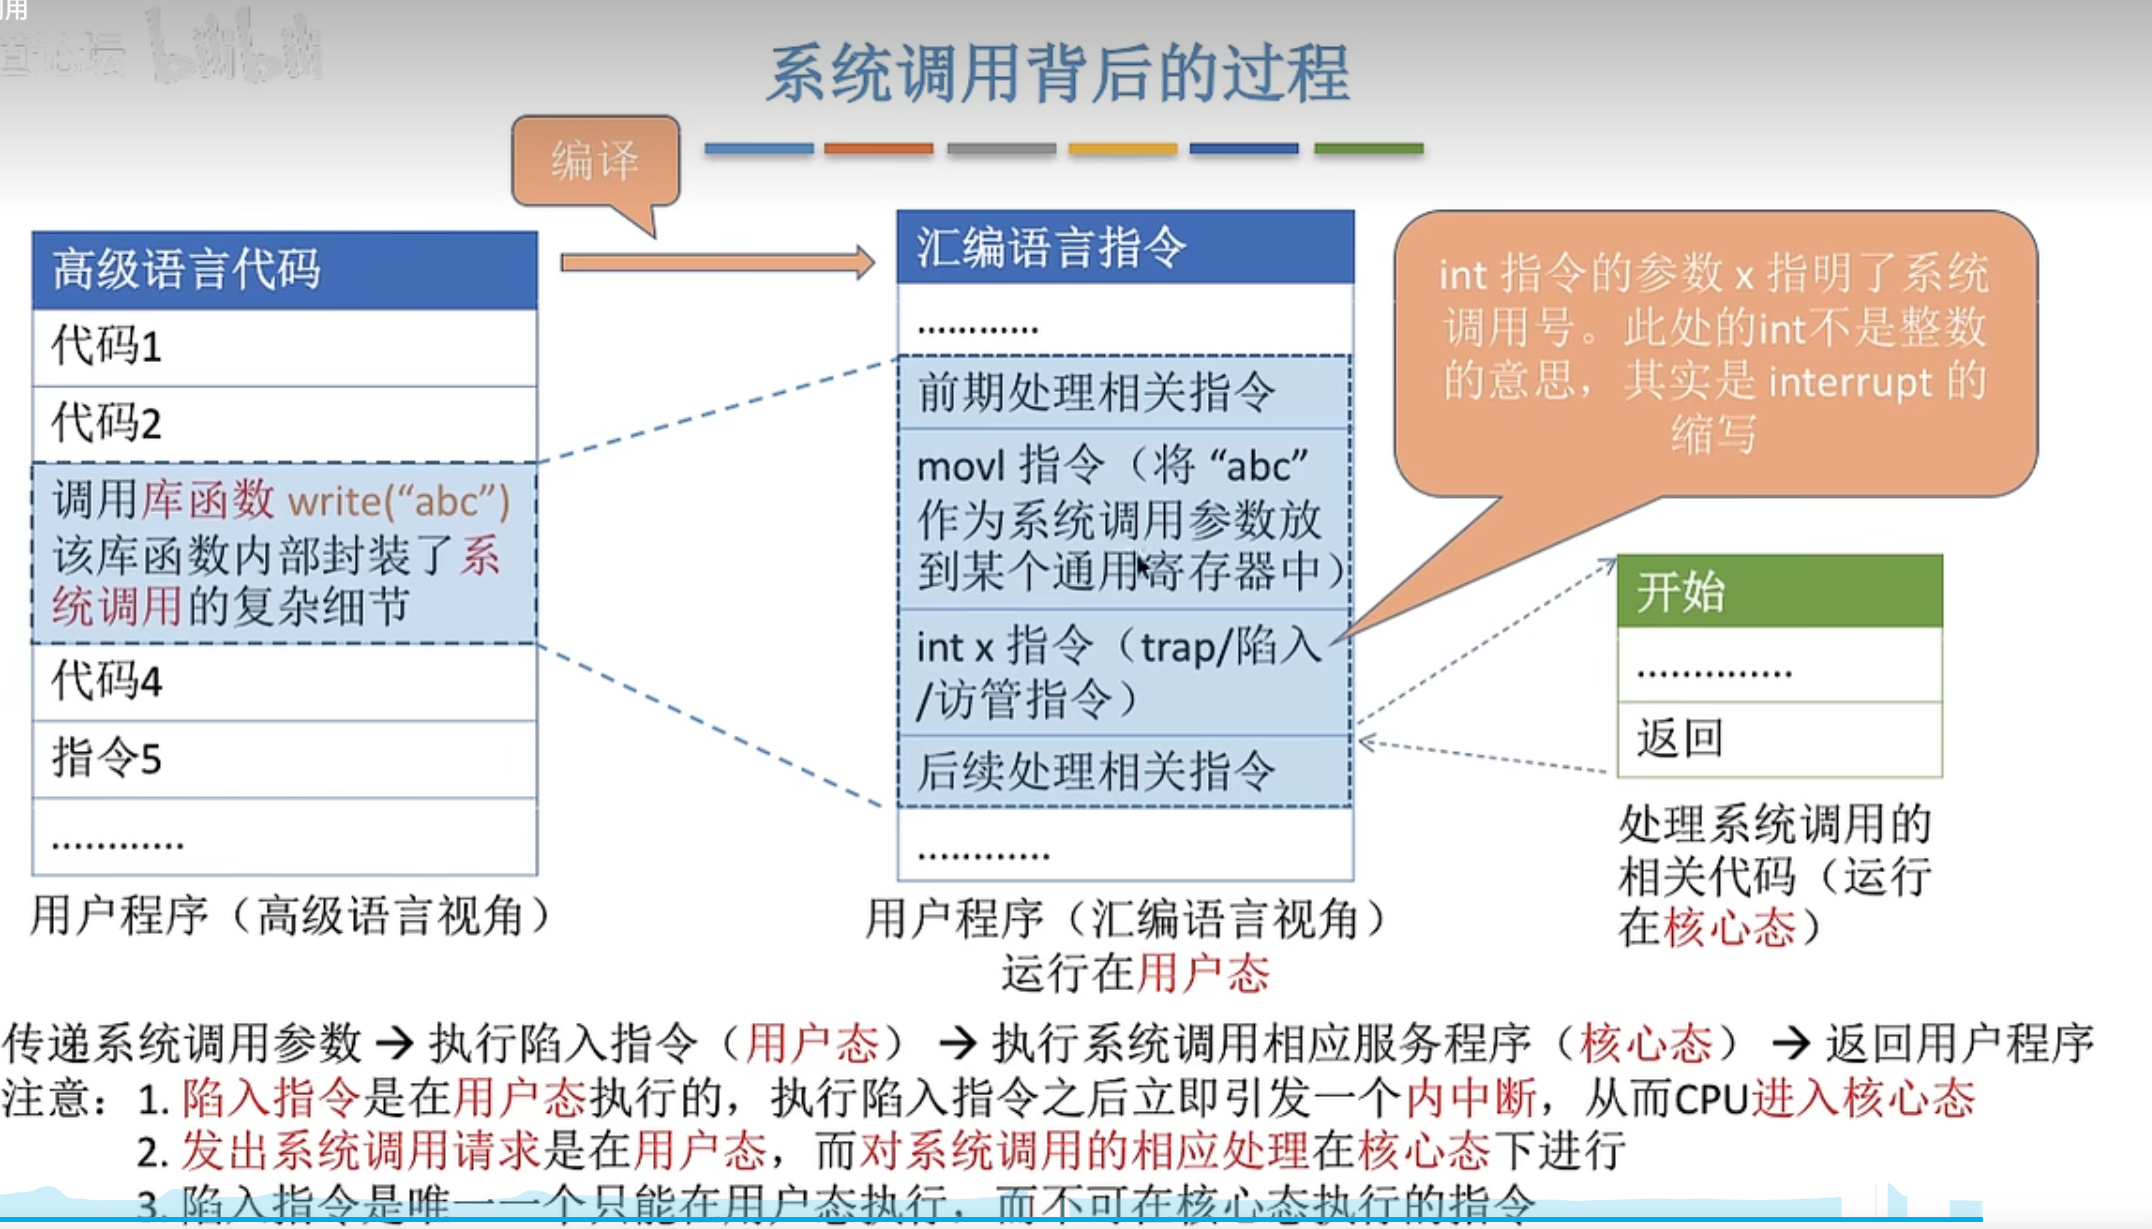 用
道论坛 bilibili
系统调用背后的过程
编译
高级语言代码
代码1
代码2
调用库函数 write(“abc”)
该库函数内部封装了系
统调用的复杂细节
代码4
指令5
............
用户程序（高级语言视角）
汇编语言指令
............
前期处理相关指令
movl 指令（将 “abc”
作为系统调用参数放
到某个通用寄存器中）
int x 指令（trap/陷入
/访管指令）
后续处理相关指令
............
用户程序（汇编语言视角）
运行在用户态
int 指令的参数 x 指明了系统
调用号。此处的int不是整数
的意思，其实是 interrupt 的
缩写
开始
..............
返回
处理系统调用的
相关代码（运行
在核心态）
传递系统调用参数 → 执行陷入指令（用户态） → 执行系统调用相应服务程序（核心态） → 返回用户程序
注意：1. 陷入指令是在用户态执行的，执行陷入指令之后立即引发一个内中断，从而CPU进入核心态
2. 发出系统调用请求是在用户态，而对系统调用的相应处理在核心态下进行
3. 陷入指令是唯一一个只能在用户态执行，而不可在核心态执行的指令